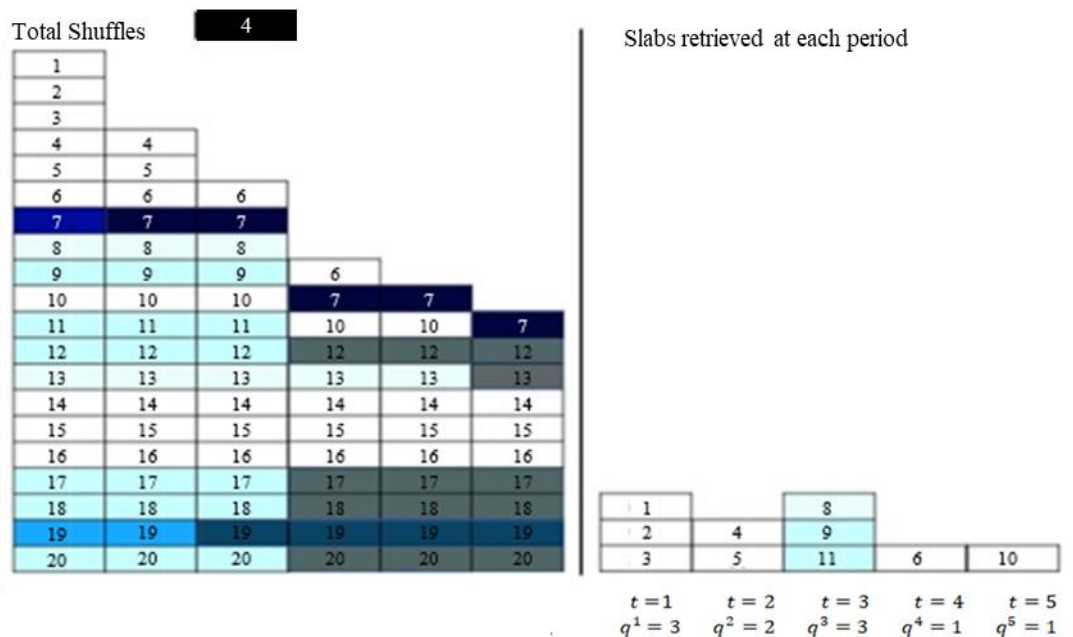 Total Shuffles 4
1
2
3
4 4
5 5
6 6 6
7 7 7
8 8 8
9 9 9 6
10 10 10 7 7
11 11 11 10 10 7
12 12 12 12 12 12
13 13 13 13 13 13
14 14 14 14 14 14
15 15 15 15 15 15
16 16 16 16 16 16
17 17 17 17 17 17
18 18 18 18 18 18
19 19 19 19 19 19
20 20 20 20 20 20
Slabs retrieved at each period
1 8
2 4 9
3 5 11 6 10
t = 1 t = 2 t = 3 t = 4 t = 5
q¹ = 3 q² = 2 q³ = 3 q⁴ = 1 q⁵ = 1